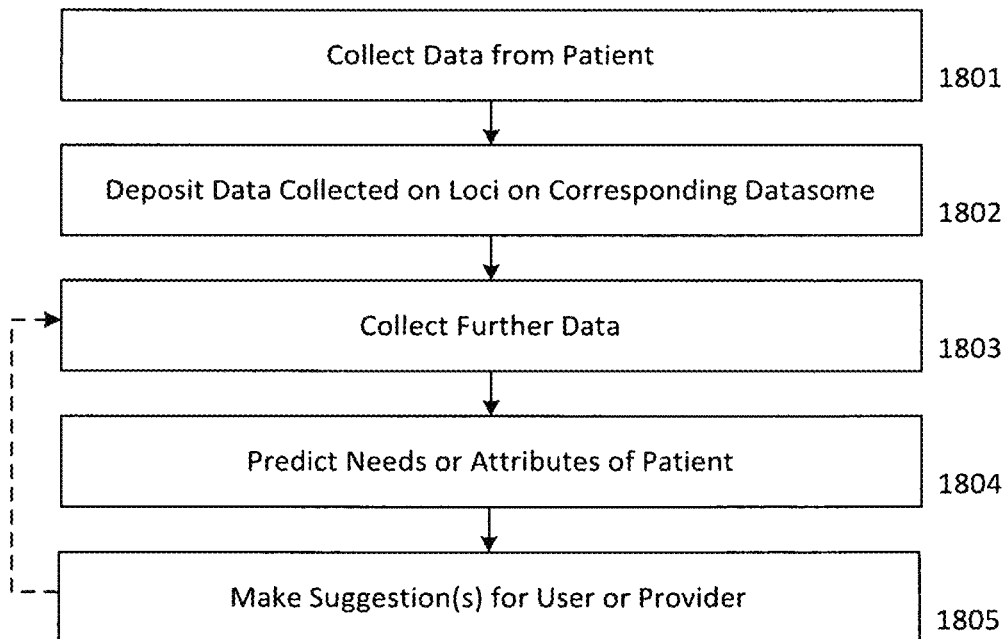 Collect Data from Patient
1801
Deposit Data Collected on Loci on Corresponding Datasome
1802
Collect Further Data
1803
Predict Needs or Attributes of Patient
1804
Make Suggestion(s) for User or Provider
1805